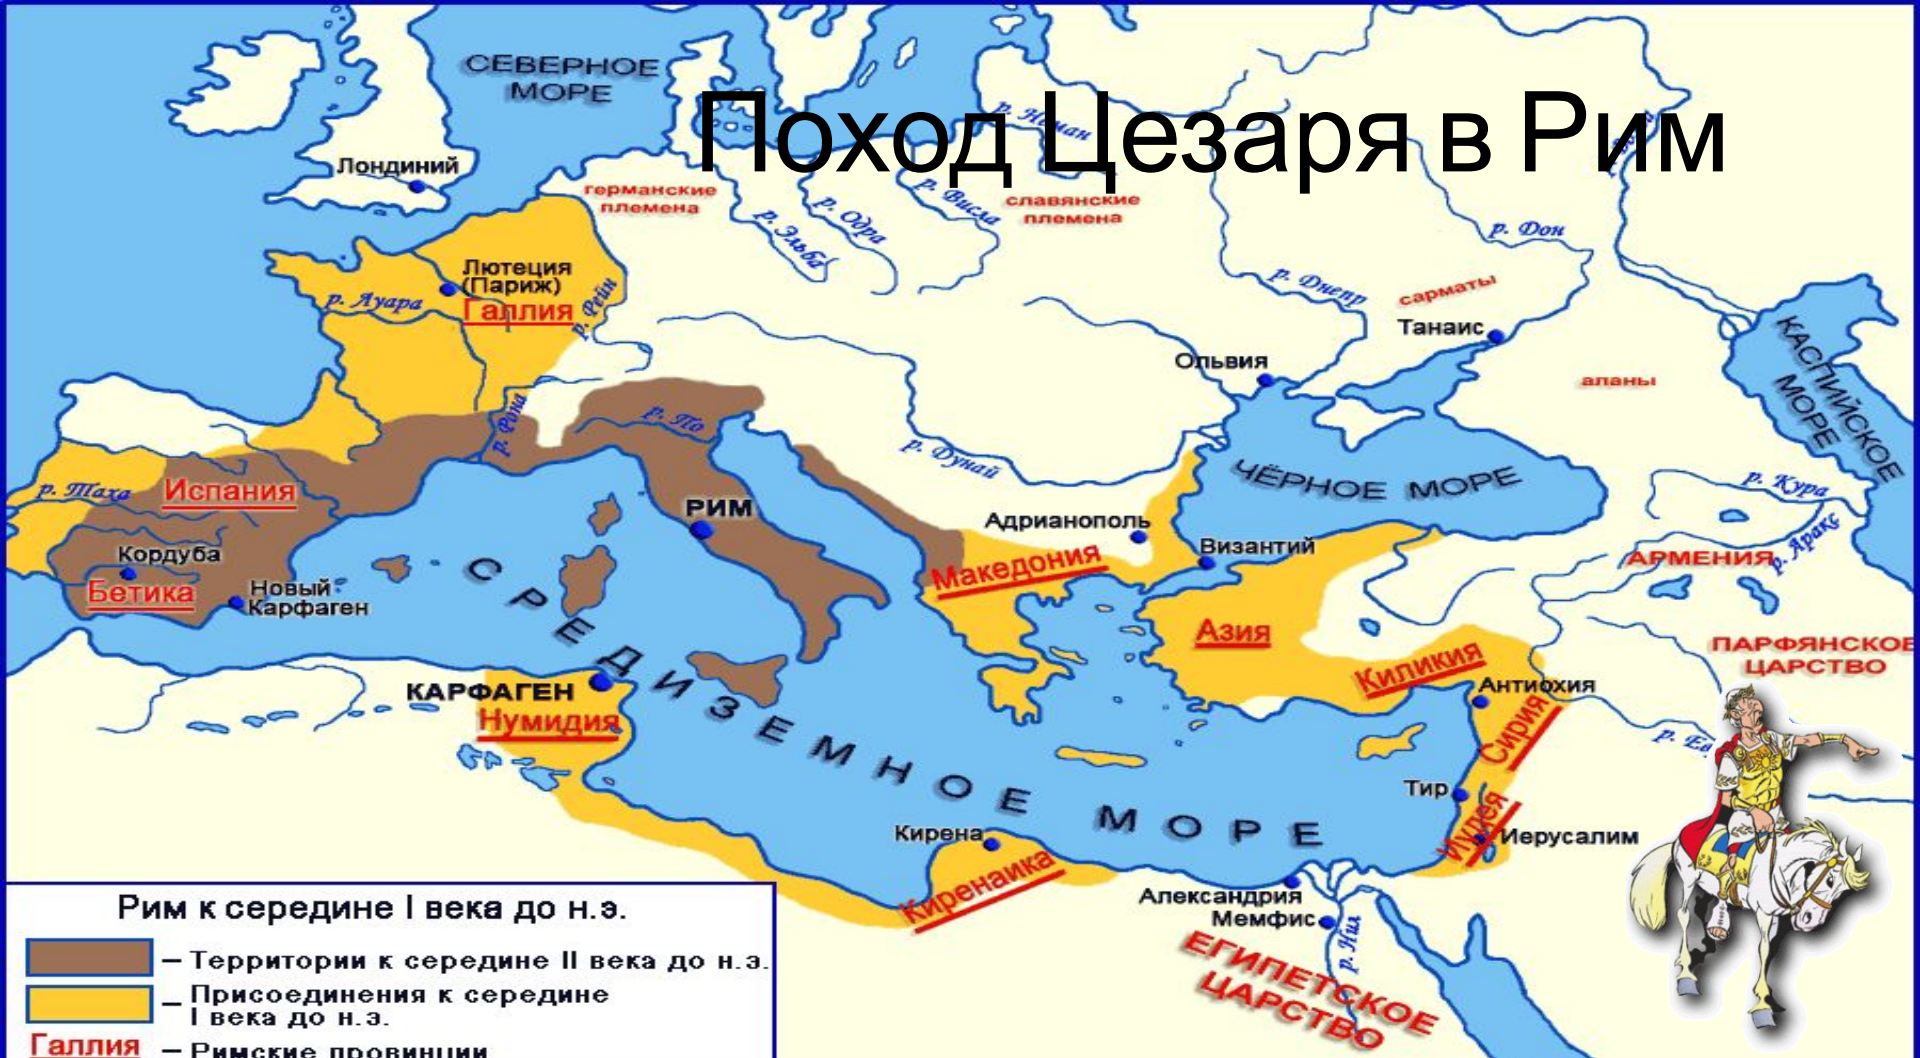 Поход Цезаря в Рим
СЕВЕРНОЕ
МОРЕ
Лондиний
германские
племена
р. Неман
славянские
племена
р. Эльба
р. Одра
р. Висла
р. Дон
р. Днепр
сарматы
Танаис
Лютеция
(Париж)
Галлия
р. Ауара
р. Рейн
Ольвия
аланы
КАСПИЙСКОЕ
МОРЕ
р. Рона
р. По
р. Дунай
ЧЁРНОЕ МОРЕ
р. Кура
р. Аракс
р. Таха
Испания
РИМ
Адрианополь
Византий
Македония
АРМЕНИЯ
Кордуба
Бетика
Новый
Карфаген
СРЕДИЗЕМНОЕ МОРЕ
Азия
Киликия
ПАРФЯНСКОЕ
ЦАРСТВО
КАРФАГЕН
Нумидия
Антиохия
Сирия
р. Ев
Тир
Иудея
Иерусалим
Кирена
Киренаика
Александрия
Мемфис
р. Нил
ЕГИПЕТСКОЕ
ЦАРСТВО
Рим к середине I века до н.э.
– Территории к середине II века до н.э.
– Присоединения к середине
I века до н.э.
Галлия – Римские провинции